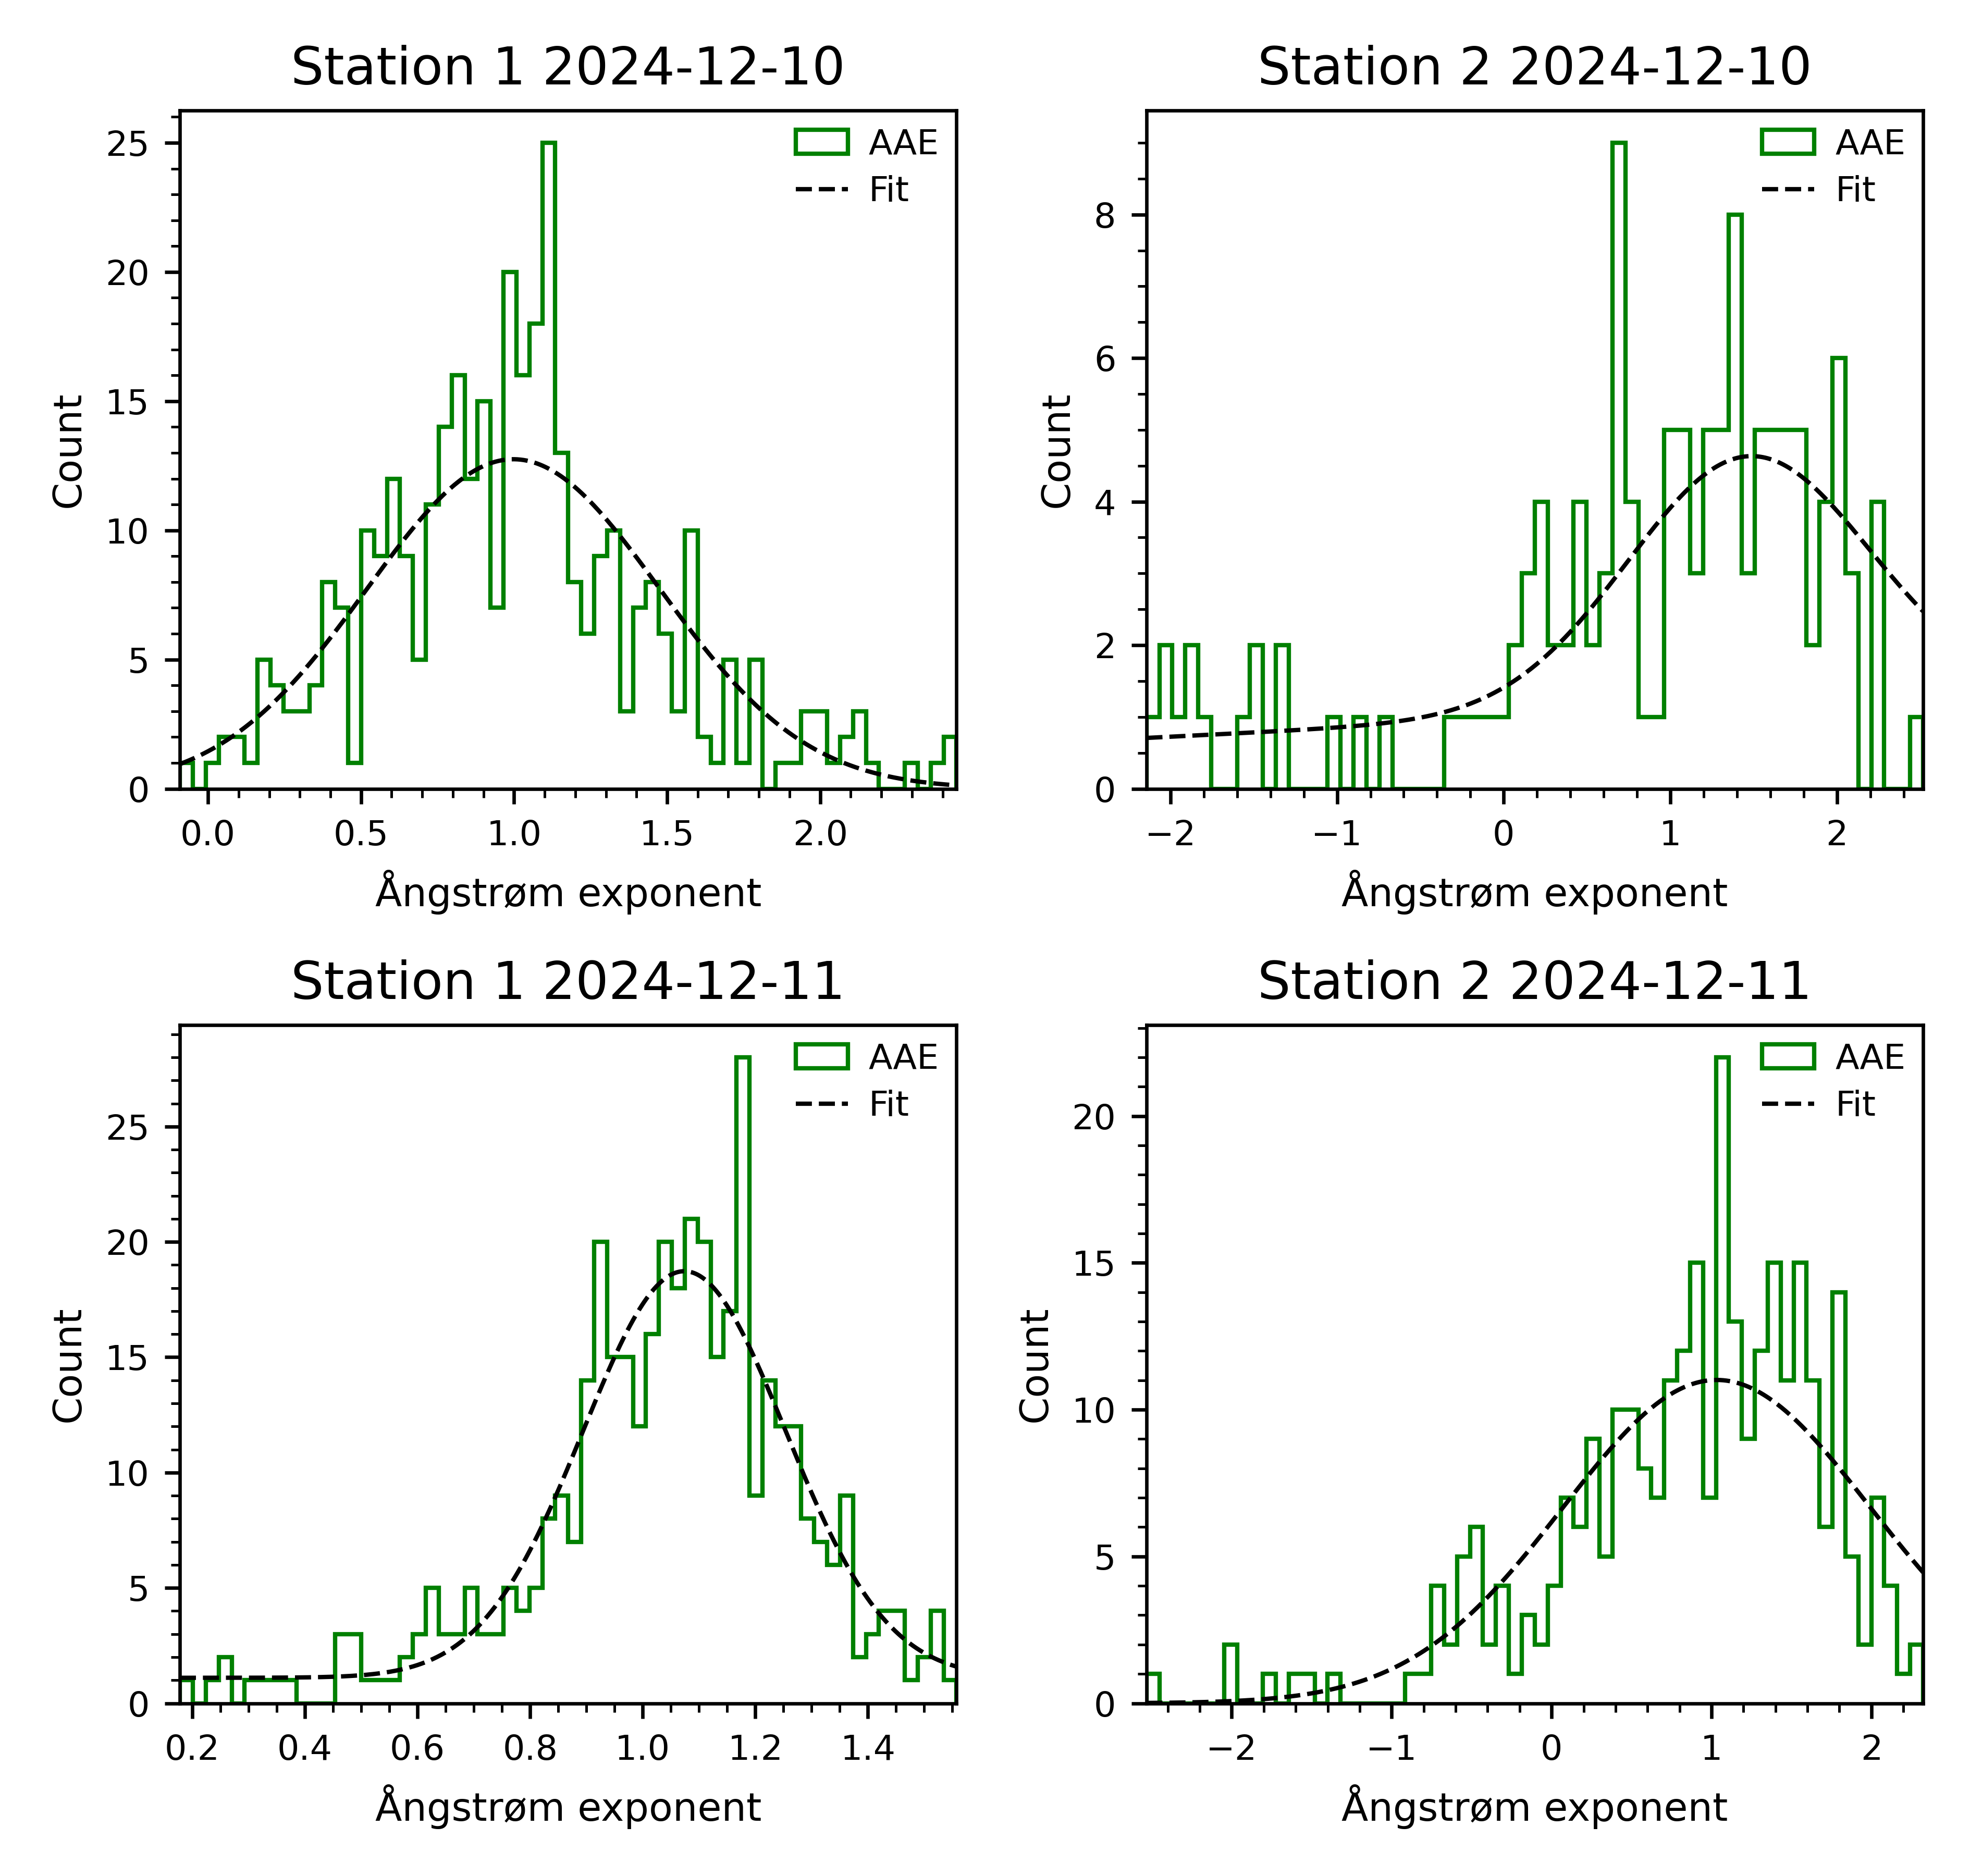 Station 1 2024-12-10
25
20
15
10
5
0
Count
0.0 0.5 1.0 1.5 2.0
Ångstrøm exponent
AAE
Fit
Station 2 2024-12-10
8
6
4
2
0
Count
−2 −1 0 1 2
Ångstrøm exponent
AAE
Fit
Station 1 2024-12-11
25
20
15
10
5
0
Count
0.2 0.4 0.6 0.8 1.0 1.2 1.4
Ångstrøm exponent
AAE
Fit
Station 2 2024-12-11
20
15
10
5
0
Count
−2 −1 0 1 2
Ångstrøm exponent
AAE
Fit